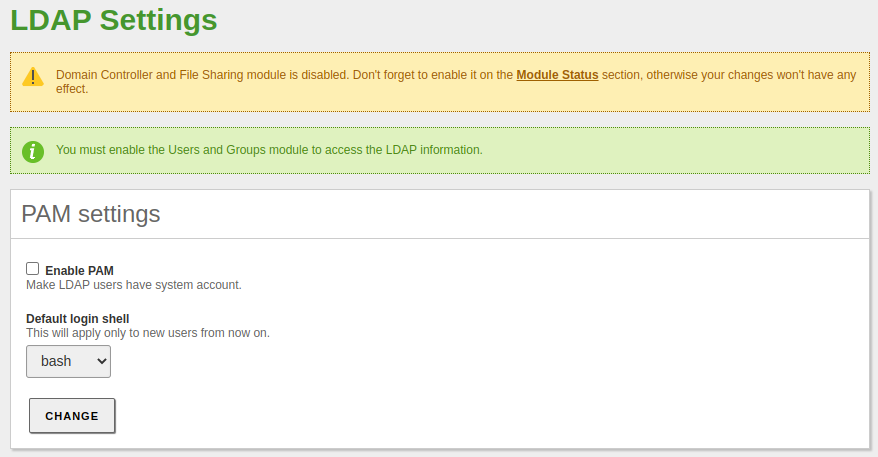 LDAP Settings
Domain Controller and File Sharing module is disabled. Don't forget to enable it on the Module Status section, otherwise your changes won't have any
effect.
You must enable the Users and Groups module to access the LDAP information.
PAM settings
Enable PAM
Make LDAP users have system account.
Default login shell
This will apply only to new users from now on.
bash
CHANGE